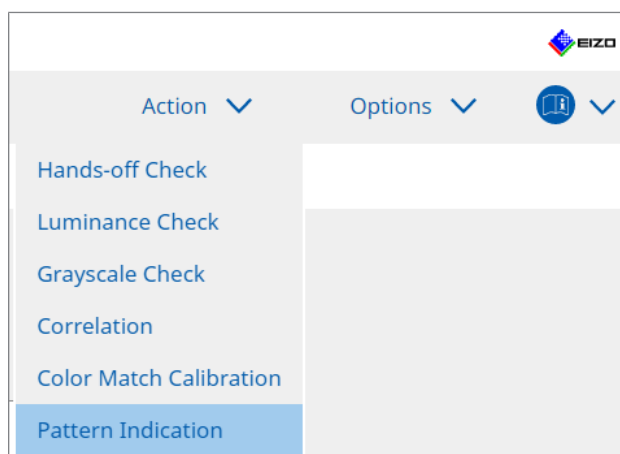 EIZO
Action Options
Hands-off Check
Luminance Check
Grayscale Check
Correlation
Color Match Calibration
Pattern Indication